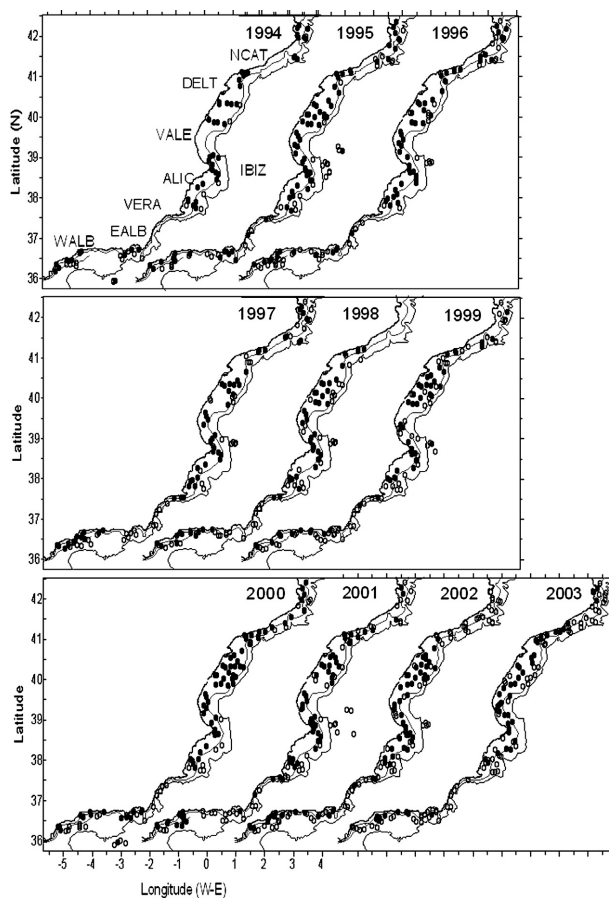 1994 1995 1996
42
NCAT
41
DELT
40
VALE
39
ALIC IBIZ
38
VERA
37
EALB
WALB
36
Latitude (N)
1997 1998 1999
42
41
40
39
38
37
36
Latitude
2000 2001 2002 2003
42
41
40
39
38
37
36
Latitude
-5 -4 -3 -2 -1 0 1 2 3 4
Longitude (W-E)